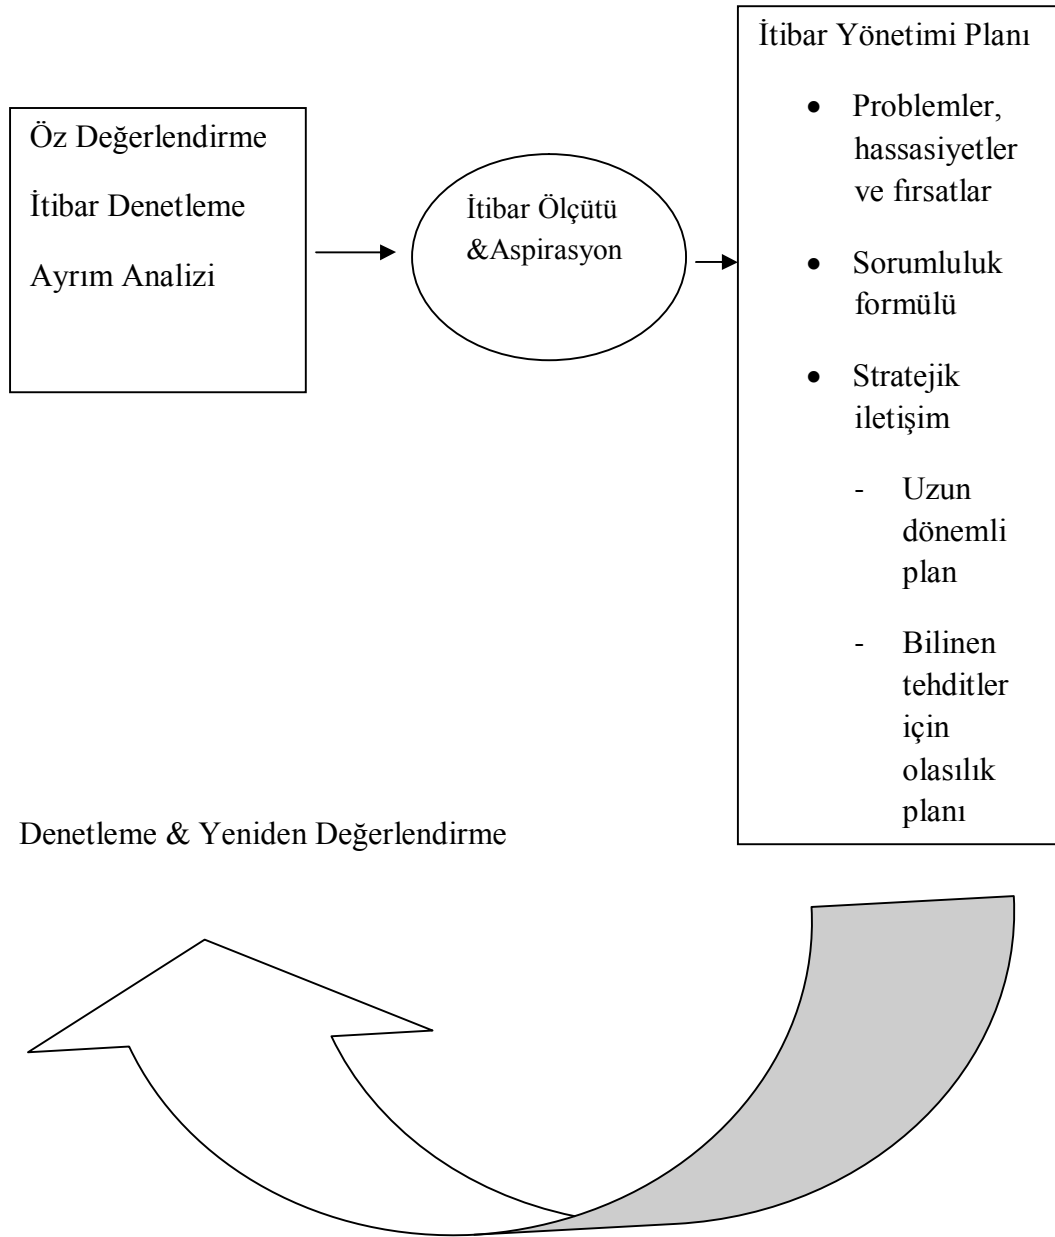 Öz Değerlendirme
İtibar Denetleme
Ayrım Analizi
İtibar Ölçütü
&Aspirasyon
İtibar Yönetimi Planı
• Problemler,
hassasiyetler
ve fırsatlar
• Sorumluluk
formülü
• Stratejik
iletişim
- Uzun
dönemli
plan
- Bilinen
tehditler
için
olasılık
planı
Denetleme & Yeniden Değerlendirme